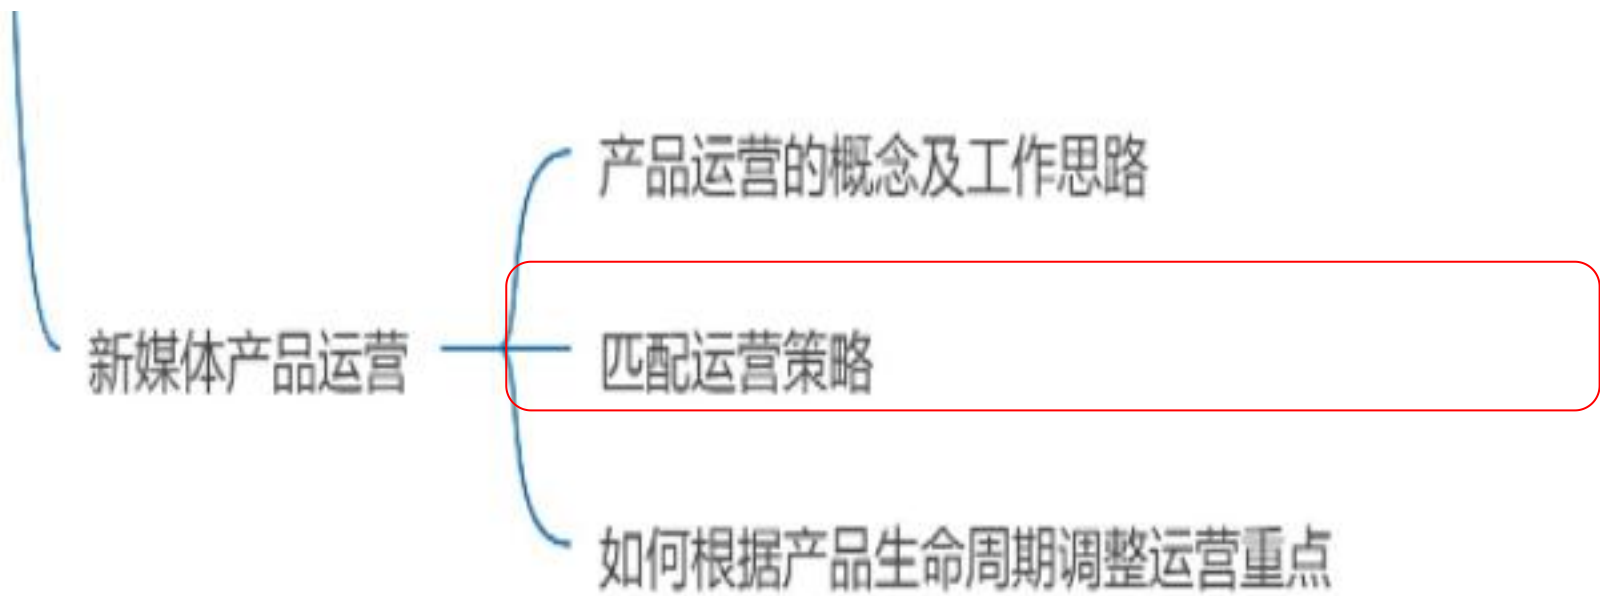 产品运营的概念及工作思路
新媒体产品运营
匹配运营策略
如何根据产品生命周期调整运营重点